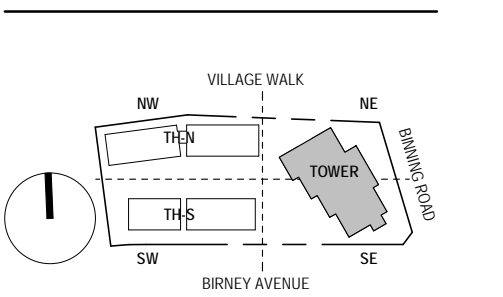 VILLAGE WALK
NW
NE
TH-N
BINNING ROAD
TOWER
TH-S
SW
SE
BIRNEY AVENUE